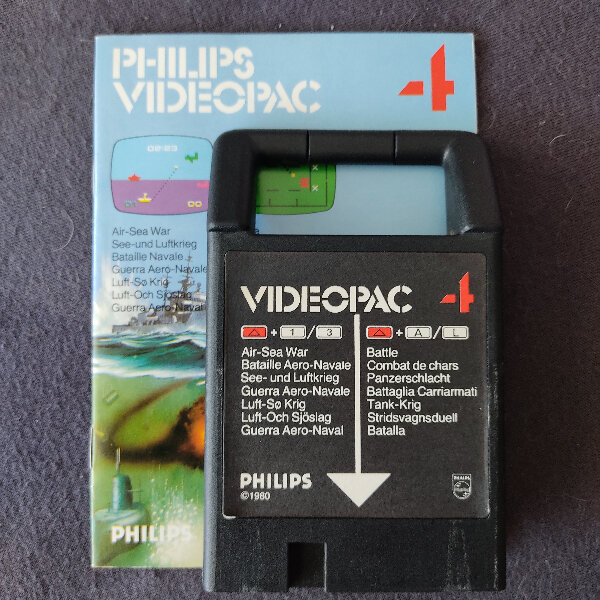 PHILIPS
VIDEOPAC 4
02:23
00
Air-Sea War
See-und Luftkrieg
Bataille Navale
Guerra Aero-Navale
Luft-Sø Krig
Luft-Och Sjöslag
Guerra Aero-Naval
PHILIPS
VIDEOPAC 4
+ 1 / 3
+ A / L
Air-Sea War
Bataille Aero-Navale
See- und Luftkrieg
Guerra Aero-Navale
Luft-Sø Krig
Luft-Och Sjöslag
Guerra Aero-Naval
Battle
Combat de chars
Panzerschlacht
Battaglia Carriarmati
Tank-Krig
Stridsvagnsduell
Batalla
PHILIPS
©1980
PHILIPS